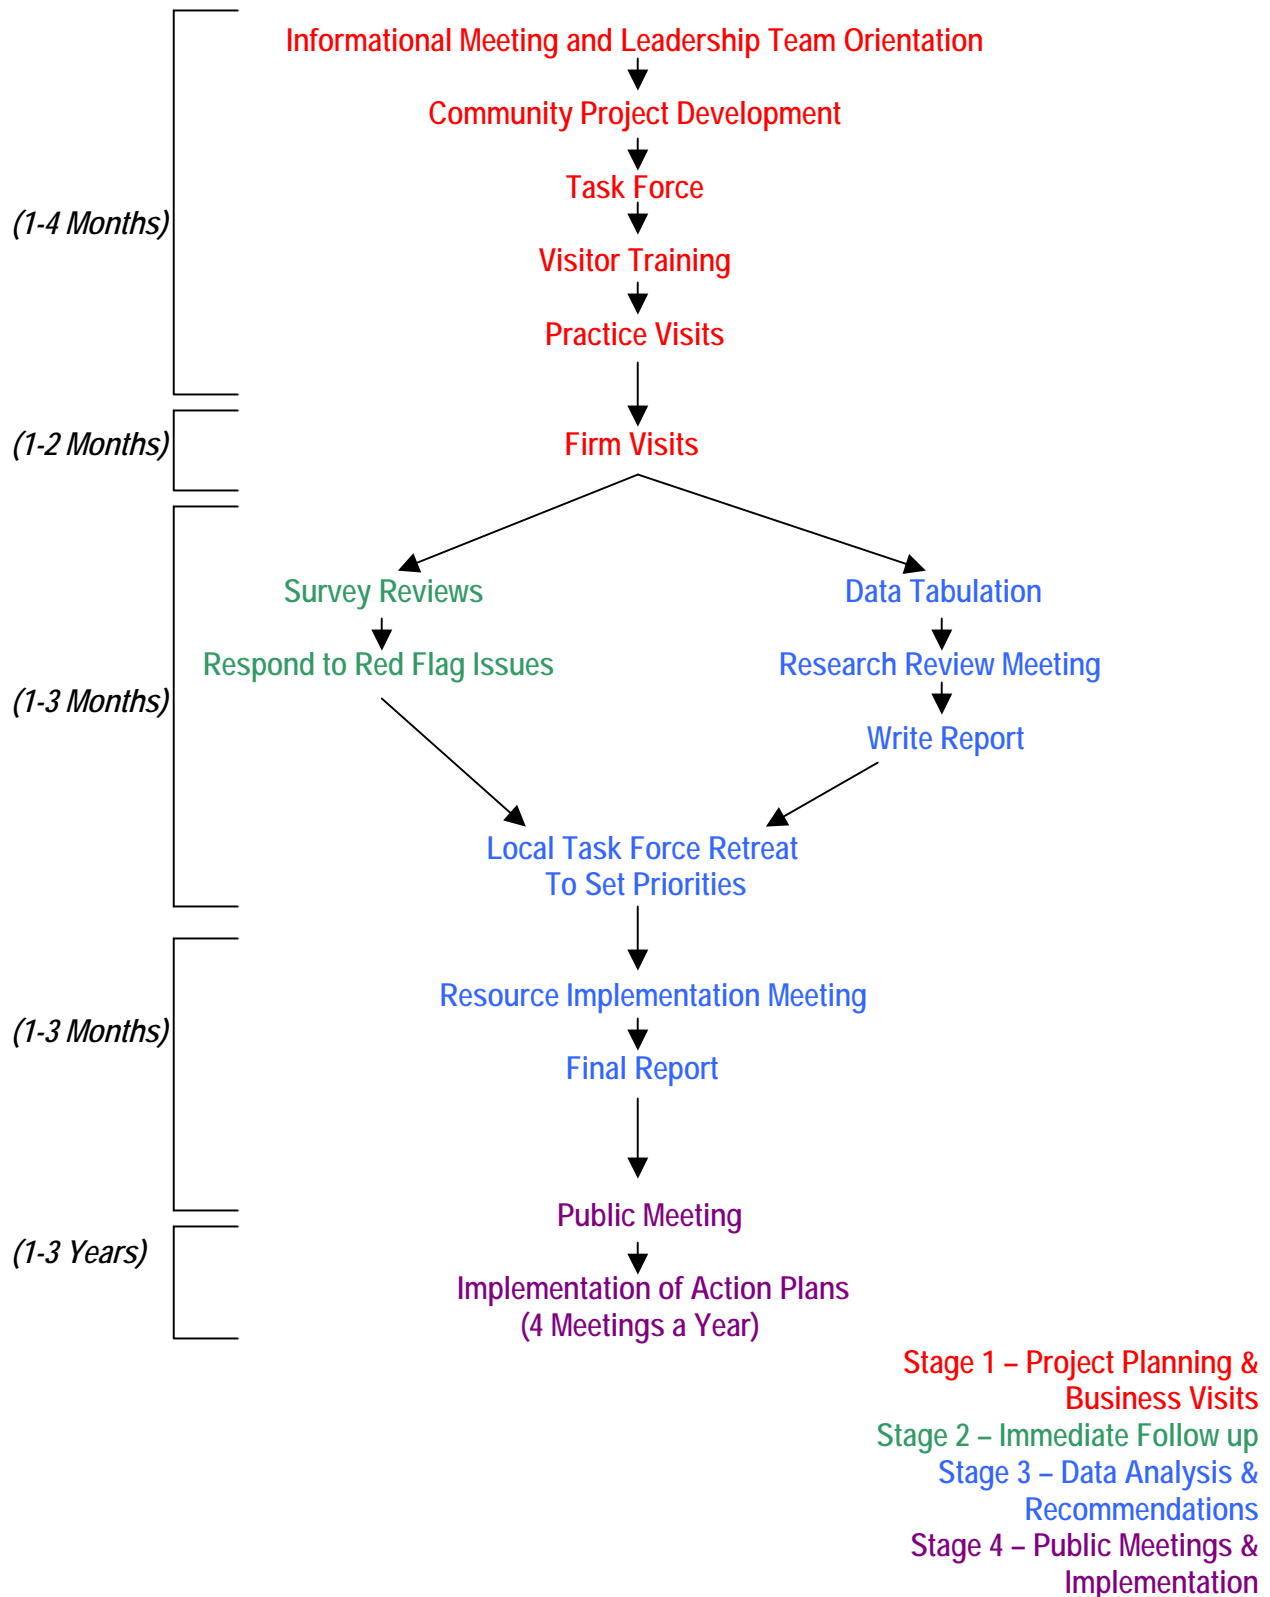 Informational Meeting and Leadership Team Orientation
Community Project Development
Task Force
(1-4 Months)
Visitor Training
Practice Visits
(1-2 Months)
Firm Visits
Survey Reviews
Data Tabulation
Respond to Red Flag Issues
Research Review Meeting
(1-3 Months)
Write Report
Local Task Force Retreat
To Set Priorities
Resource Implementation Meeting
(1-3 Months)
Final Report
Public Meeting
(1-3 Years)
Implementation of Action Plans
(4 Meetings a Year)
Stage 1 – Project Planning &
Business Visits
Stage 2 – Immediate Follow up
Stage 3 – Data Analysis &
Recommendations
Stage 4 – Public Meetings &
Implementation